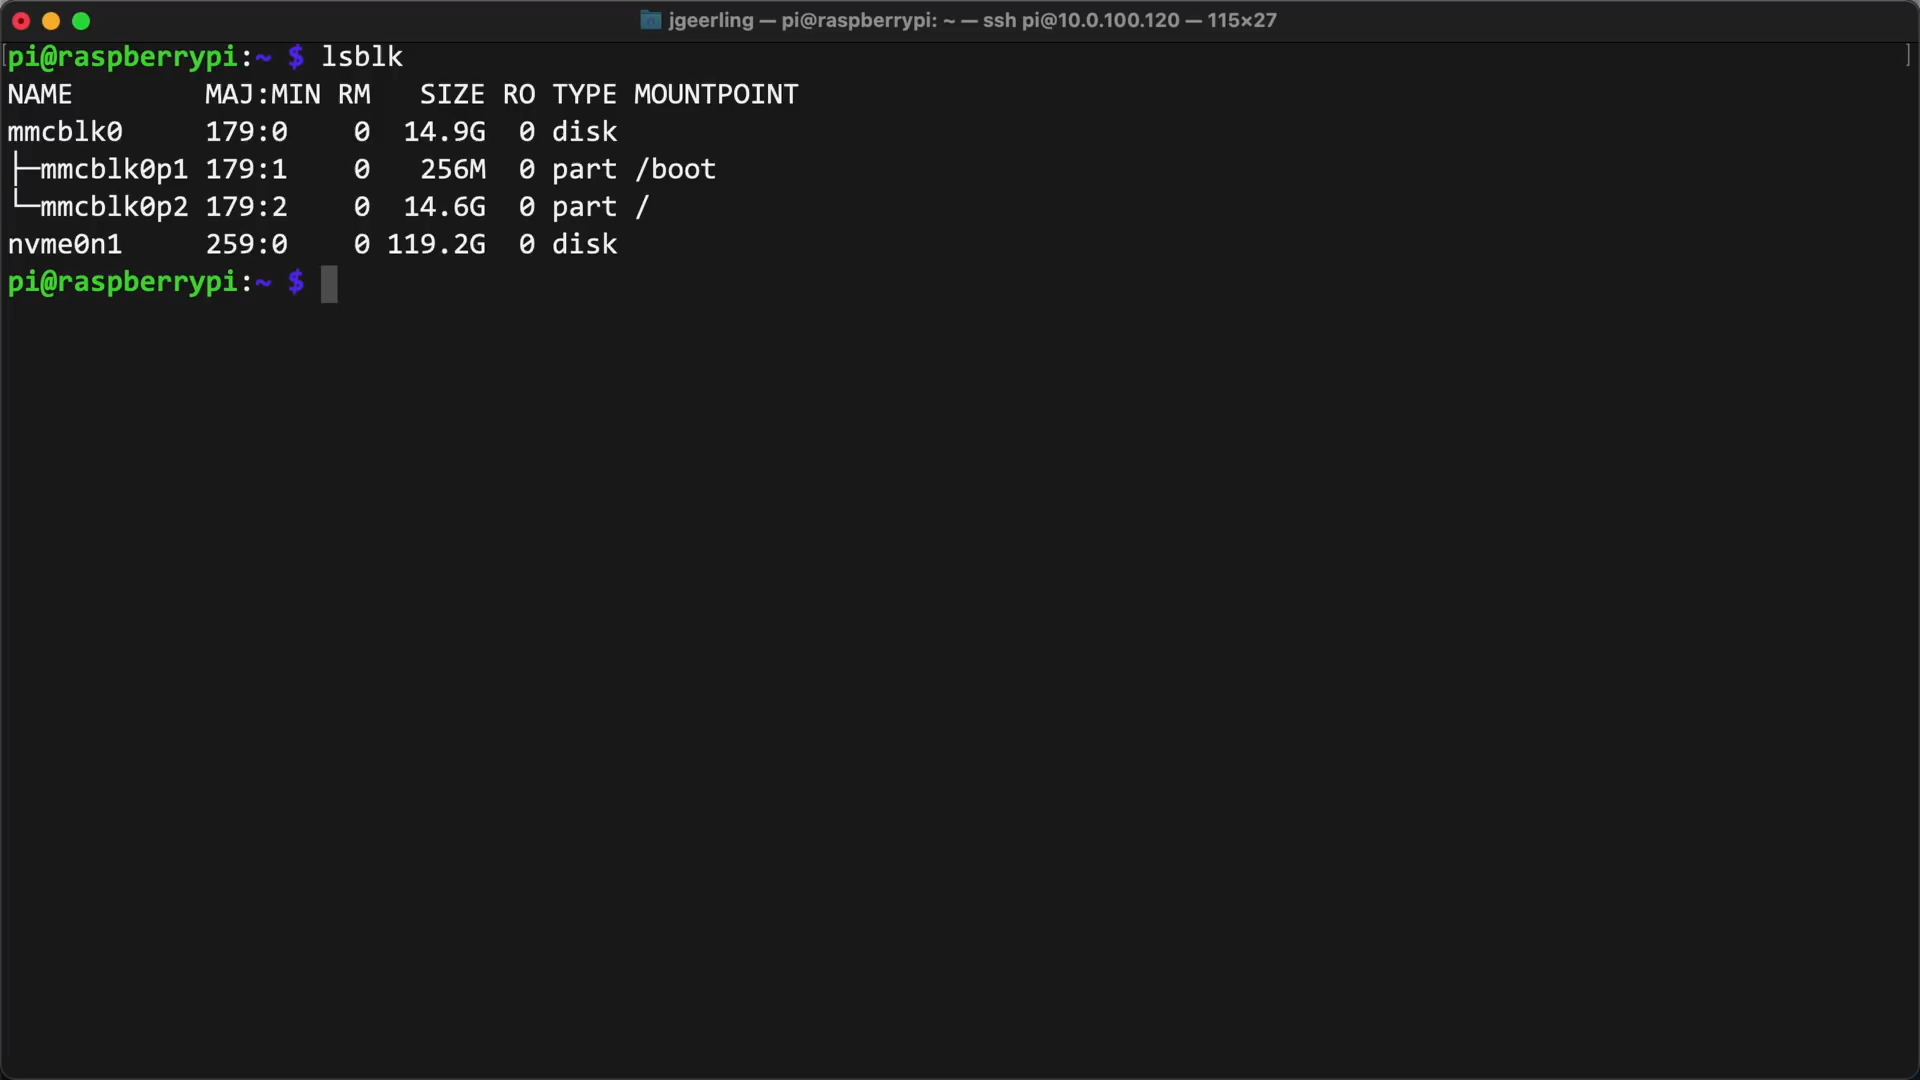 jgeerling — pi@raspberrypi: ~ — ssh pi@10.0.100.120 — 115×27
pi@raspberrypi:~ $ lsblk
NAME        MAJ:MIN RM   SIZE RO TYPE MOUNTPOINT
mmcblk0     179:0    0  14.9G  0 disk
├─mmcblk0p1 179:1    0   256M  0 part /boot
└─mmcblk0p2 179:2    0  14.6G  0 part /
nvme0n1     259:0    0 119.2G  0 disk
pi@raspberrypi:~ $